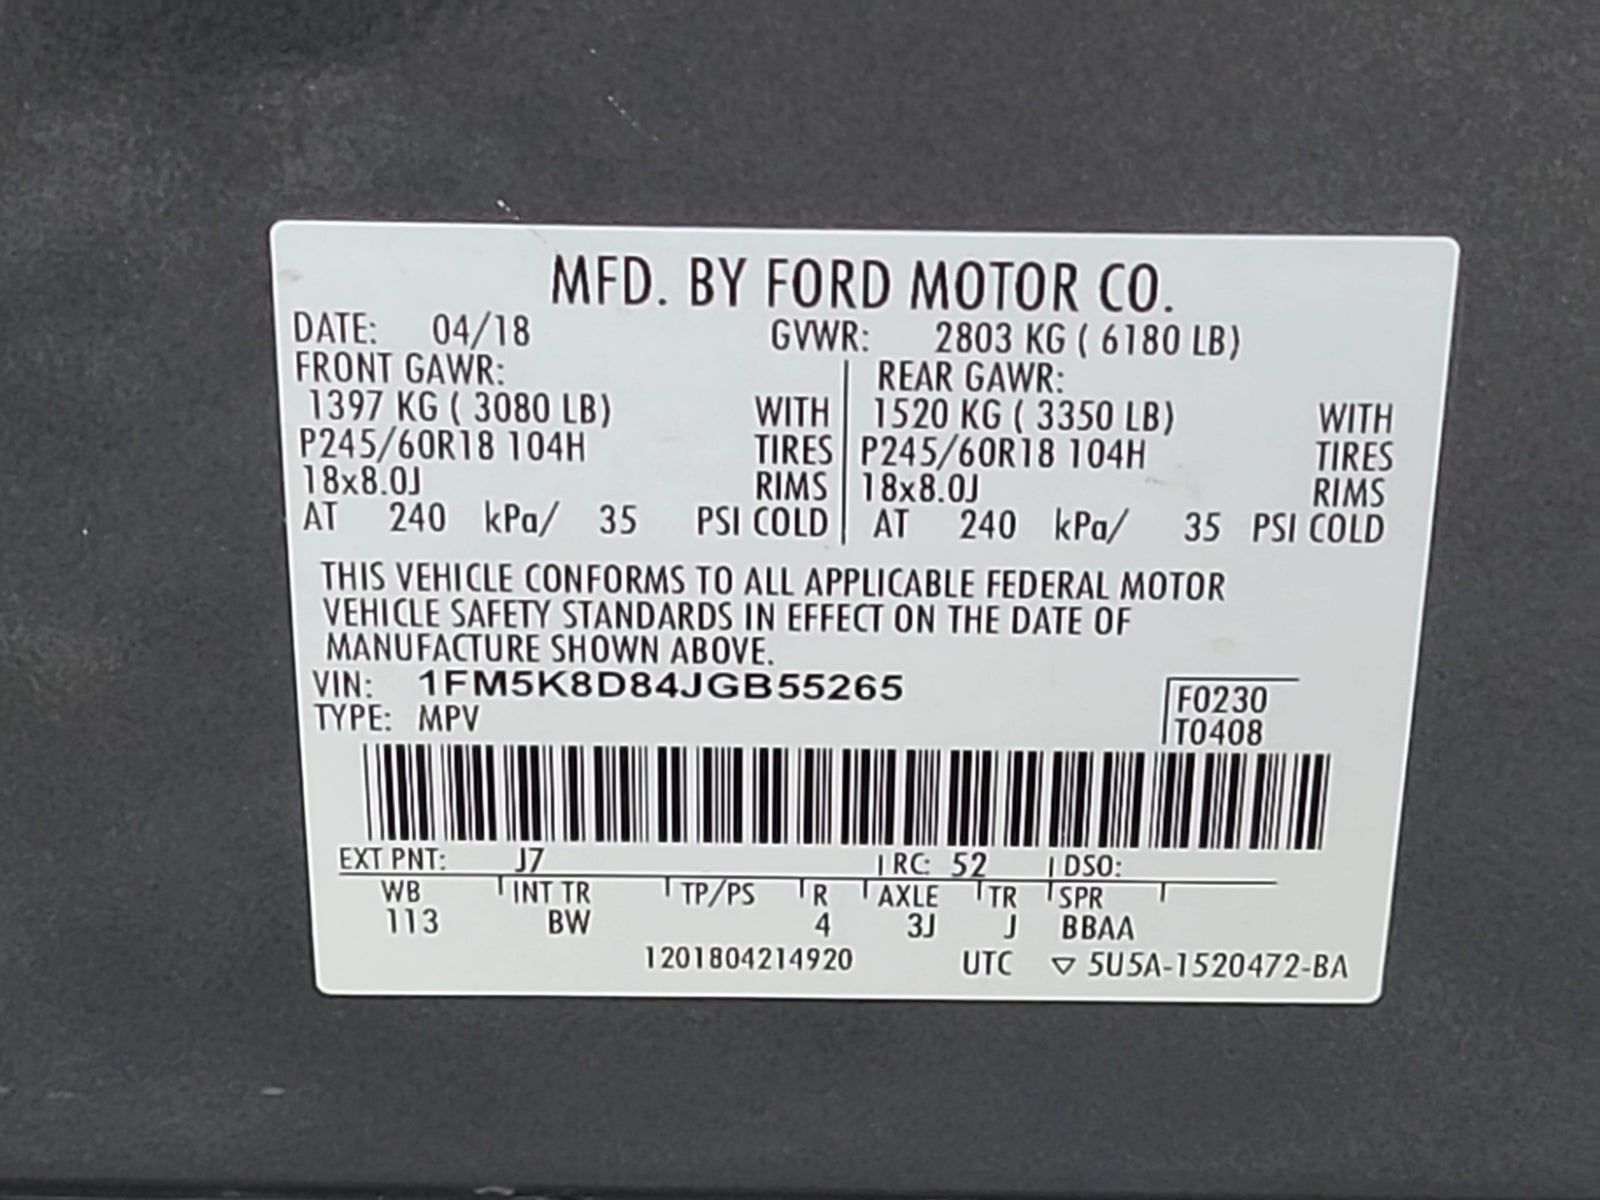 MFD. BY FORD MOTOR CO.
DATE: 04/18 GVWR: 2803 KG ( 6180 LB)
FRONT GAWR: REAR GAWR:
1397 KG ( 3080 LB) WITH 1520 KG ( 3350 LB) WITH
P245/60R18 104H TIRES P245/60R18 104H TIRES
18x8.0J RIMS 18x8.0J RIMS
AT 240 kPa/ 35 PSI COLD AT 240 kPa/ 35 PSI COLD
THIS VEHICLE CONFORMS TO ALL APPLICABLE FEDERAL MOTOR
VEHICLE SAFETY STANDARDS IN EFFECT ON THE DATE OF
MANUFACTURE SHOWN ABOVE.
VIN: 1FM5K8D84JGB55265 F0230
TYPE: MPV T0408
EXT PNT: J7 RC: 52 DSO:
WB INT TR TP/PS R AXLE TR SPR
113 BW 4 3J J BBAA
1201804214920 UTC ▽ 5U5A-1520472-BA